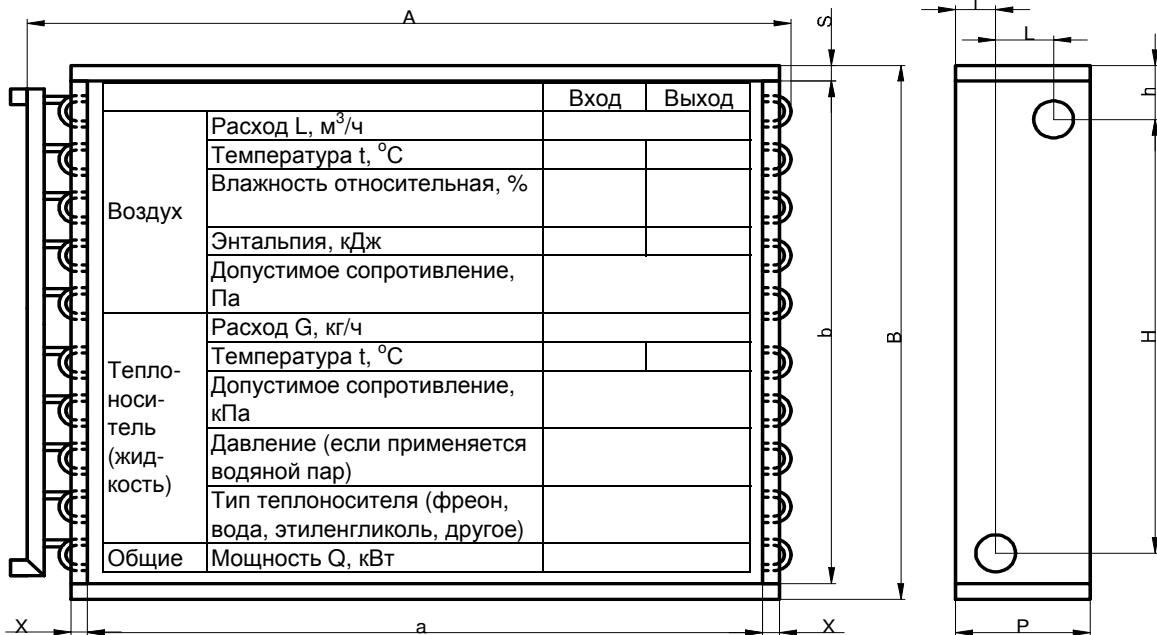 A
S
T
L
h
Вход Выход
Расход L, м³/ч
Температура t, °С
Влажность относительная, %
Воздух
Энтальпия, кДж
Допустимое сопротивление,
Па
b
B
H
Расход G, кг/ч
Температура t, °С
Тепло-
носи-
тель
(жид-
кость)
Допустимое сопротивление,
кПа
Давление (если применяется
водяной пар)
Тип теплоносителя (фреон,
вода, этиленгликоль, другое)
Общие Мощность Q, кВт
X a X P